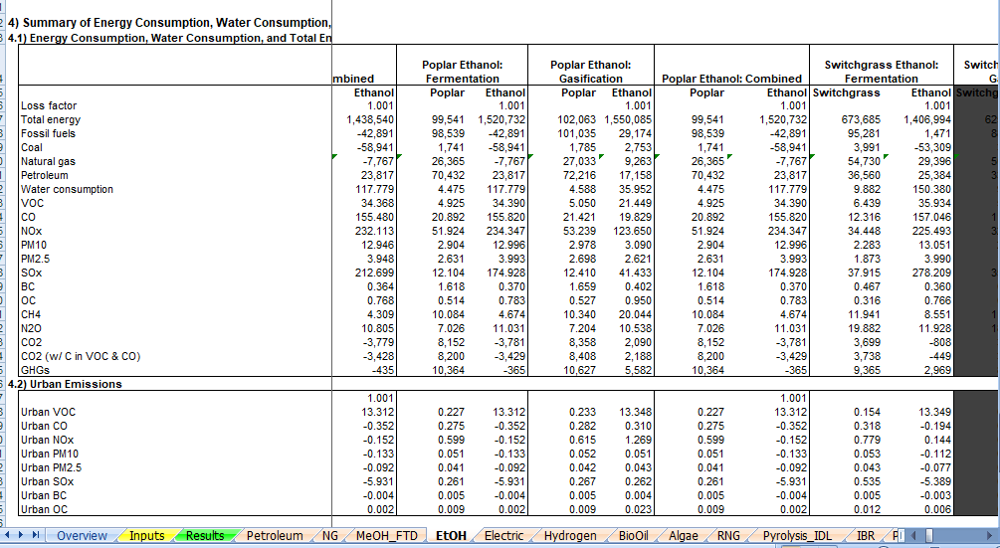 4) Summary of Energy Consumption, Water Consumption,
4.1) Energy Consumption, Water Consumption, and Total En
Poplar Ethanol: Poplar Ethanol: Switchgrass Ethanol: Switch
mbined Fermentation Gasification Poplar Ethanol: Combined Fermentation Ga
Ethanol Poplar Ethanol Poplar Ethanol Poplar Ethanol Switchgrass Ethanol Switchg
Loss factor 1.001 1.001 1.001 1.001 1.001
Total energy 1,438,540 99,541 1,520,732 102,063 1,550,085 99,541 1,520,732 673,685 1,406,994 62
Fossil fuels -42,891 98,539 -42,891 101,035 29,174 98,539 -42,891 95,281 1,471 8
Coal -58,941 1,741 -58,941 1,785 2,753 1,741 -58,941 3,991 -53,309
Natural gas -7,767 26,365 -7,767 27,033 9,263 26,365 -7,767 54,730 29,396 5
Petroleum 23,817 70,432 23,817 72,216 17,158 70,432 23,817 36,560 25,384 3
Water consumption 117.779 4.475 117.779 4.588 35.952 4.475 117.779 9.882 150.380
VOC 34.368 4.925 34.390 5.050 21.449 4.925 34.390 6.439 35.934
CO 155.480 20.892 155.820 21.421 19.829 20.892 155.820 12.316 157.046 1
NOx 232.113 51.924 234.347 53.239 123.650 51.924 234.347 34.448 225.493 3
PM10 12.946 2.904 12.996 2.978 3.090 2.904 12.996 2.283 13.051
PM2.5 3.948 2.631 3.993 2.698 2.621 2.631 3.993 1.873 3.990
SOx 212.699 12.104 174.928 12.410 41.433 12.104 174.928 37.915 278.209 3
BC 0.364 1.618 0.370 1.659 0.402 1.618 0.370 0.467 0.360
OC 0.768 0.514 0.783 0.527 0.950 0.514 0.783 0.316 0.766
CH4 4.309 10.084 4.674 10.340 20.044 10.084 4.674 11.941 8.551 1
N2O 10.805 7.026 11.031 7.204 10.538 7.026 11.031 19.882 11.928 1
CO2 -3,779 8,152 -3,781 8,358 2,090 8,152 -3,781 3,699 -808
CO2 (w/ C in VOC & CO) -3,428 8,200 -3,429 8,408 2,188 8,200 -3,429 3,738 -449
GHGs -435 10,364 -365 10,627 5,582 10,364 -365 9,365 2,969
4.2) Urban Emissions
1.001 1.001
Urban VOC 13.312 0.227 13.312 0.233 13.348 0.227 13.312 0.154 13.349
Urban CO -0.352 0.275 -0.352 0.282 0.310 0.275 -0.352 0.318 -0.194
Urban NOx -0.152 0.599 -0.152 0.615 1.269 0.599 -0.152 0.779 0.144
Urban PM10 -0.133 0.051 -0.133 0.052 0.051 0.051 -0.133 0.053 -0.112
Urban PM2.5 -0.092 0.041 -0.092 0.042 0.043 0.041 -0.092 0.043 -0.077
Urban SOx -5.931 0.261 -5.931 0.267 0.262 0.261 -5.931 0.535 -5.389
Urban BC -0.004 0.005 -0.004 0.005 0.004 0.005 -0.004 0.005 -0.003
Urban OC 0.002 0.009 0.002 0.009 0.023 0.009 0.002 0.012 0.006
Overview Inputs Results Petroleum NG MeOH_FTD EtOH Electric Hydrogen BioOil Algae RNG Pyrolysis_IDL IBR